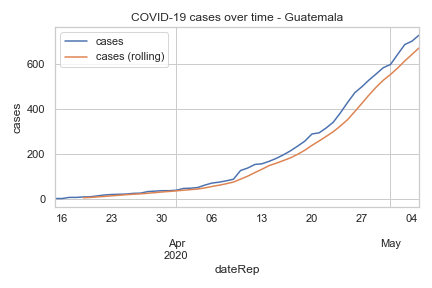 COVID-19 cases over time - Guatemala
cases
cases (rolling)
cases
600
400
200
0
16 23 30 06 13 20 27 04
Apr May
2020
dateRep